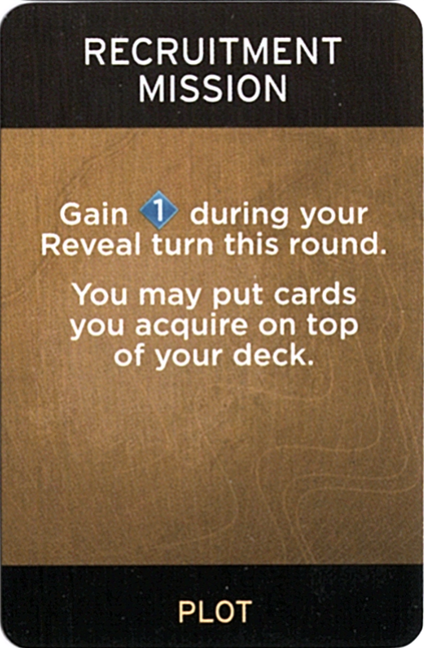 RECRUITMENT
MISSION
Gain 1 during your
Reveal turn this round.
You may put cards
you acquire on top
of your deck.
PLOT